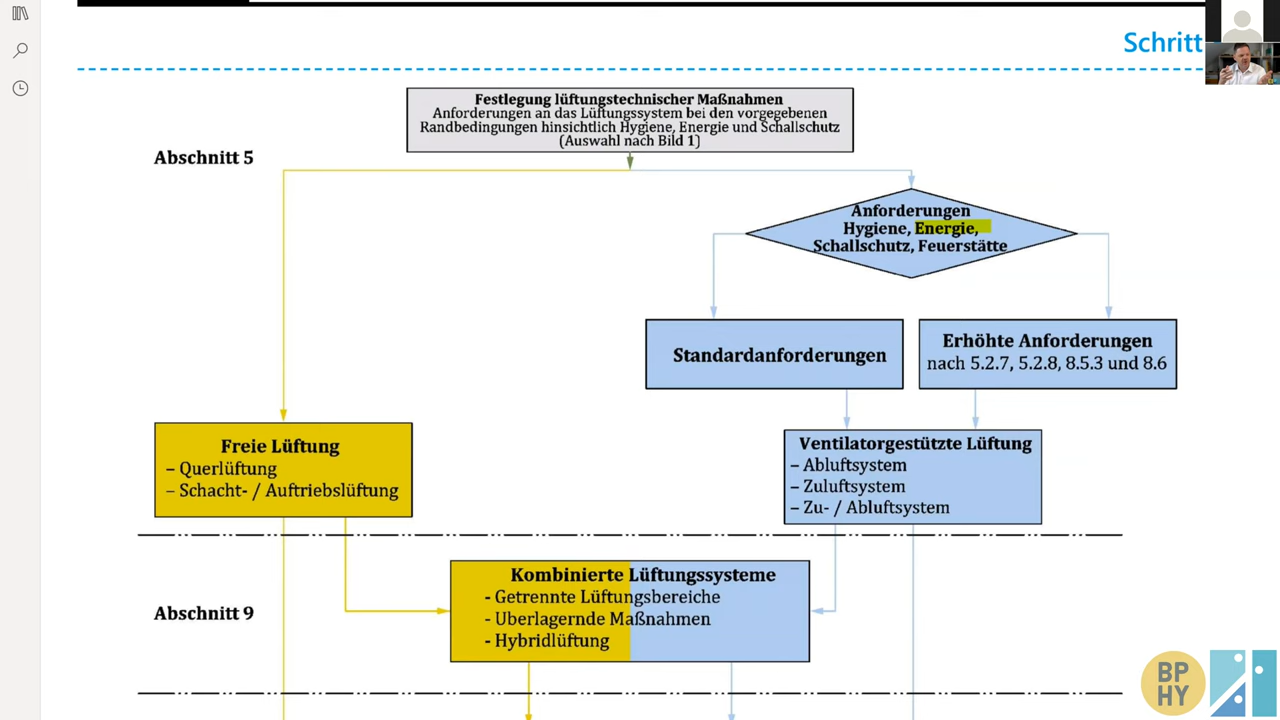 Schritt
Festlegung lüftungstechnischer Maßnahmen
Anforderungen an das Lüftungssystem bei den vorgegebenen
Randbedingungen hinsichtlich Hygiene, Energie und Schallschutz
(Auswahl nach Bild 1)
Abschnitt 5
Anforderungen
Hygiene, Energie,
Schallschutz, Feuerstätte
Standardanforderungen
Erhöhte Anforderungen
nach 5.2.7, 5.2.8, 8.5.3 und 8.6
Freie Lüftung
– Querlüftung
– Schacht- / Auftriebslüftung
Ventilatorgestützte Lüftung
– Abluftsystem
– Zuluftsystem
– Zu- / Abluftsystem
Kombinierte Lüftungssysteme
- Getrennte Lüftungsbereiche
- Uberlagernde Maßnahmen
- Hybridlüftung
Abschnitt 9
BP
HY